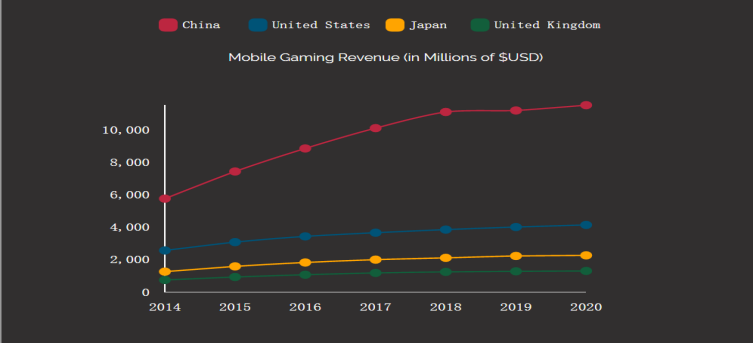 China United States Japan United Kingdom
Mobile Gaming Revenue (in Millions of $USD)
10, 000
8, 000
6, 000
4, 000
2, 000
0
2014 2015 2016 2017 2018 2019 2020